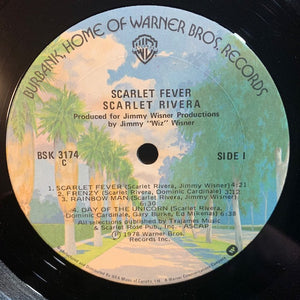 BURBANK, HOME OF WARNER BROS. RECORDS
SCARLET FEVER
SCARLET RIVERA
Produced for Jimmy Wisner Productions
by Jimmy "Wiz" Wisner
BSK 3174
C
SIDE I
1. SCARLET FEVER (Scarlet Rivera, Jimmy Wisner) 4:21
2. FRENZY (Scarlet Rivera, Dominic Cardinale) 3:12
3. RAINBOW MAN (Scarlet Rivera, Jimmy Wisner)
6:30
4. DAY OF THE UNICORN (Scarlet Rivera,
Dominic Cardinale, Gary Burke, Ed Mikenas) 6:38
All selections published by Trajames Music
& Scarlet Rose Pub., Inc. - ASCAP
℗ 1978 Warner Bros.
Records Inc.